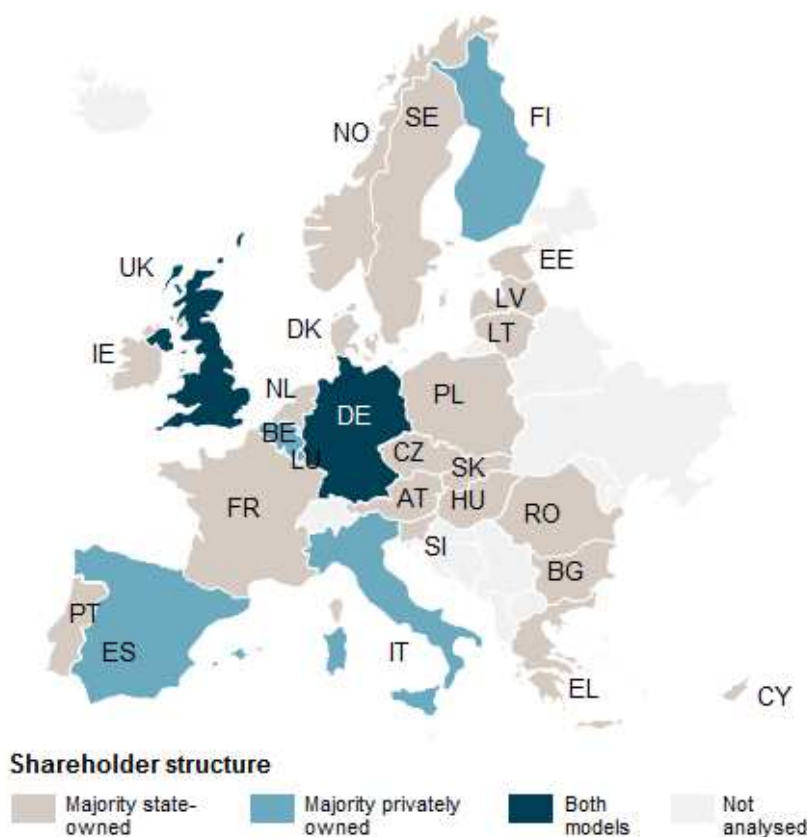 NO
SE
FI
UK
EE
LV
DK
LT
IE
NL
PL
DE
BE
CZ
LU
SK
FR
AT
HU
RO
SI
BG
PT
ES
IT
EL
CY
Shareholder structure
Majority state-
owned
Majority privately
owned
Both
models
Not
analysed